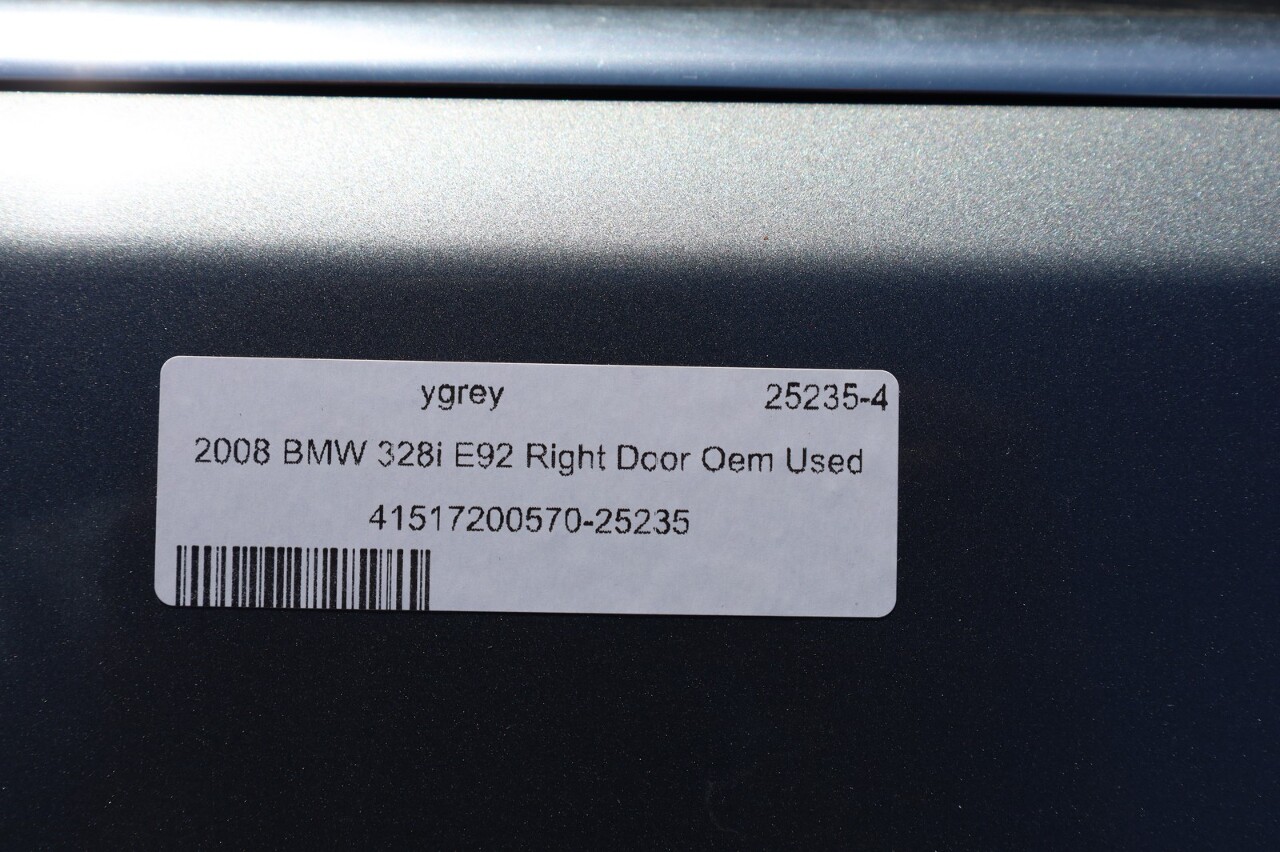 ygrey 25235-4
2008 BMW 328i E92 Right Door Oem Used
41517200570-25235